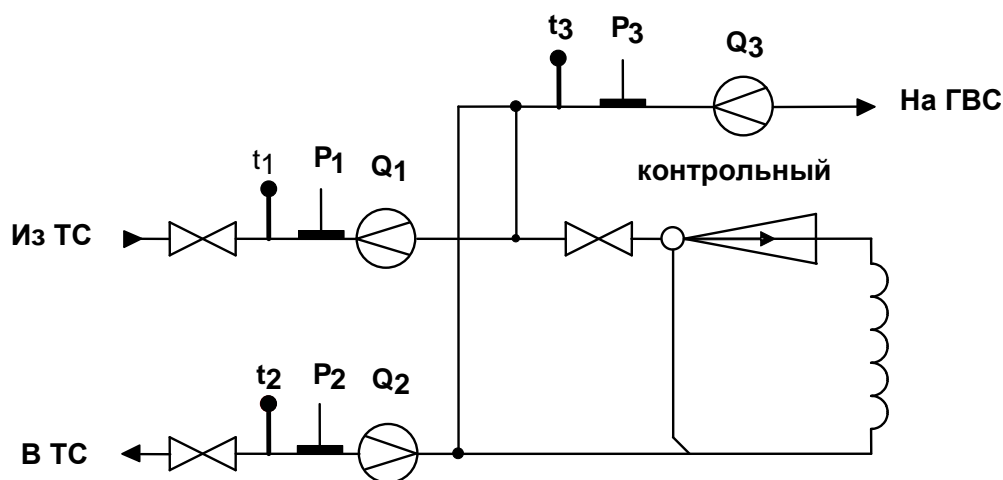 t3 P3 Q3
На ГВС
контрольный
t1 P1 Q1
Из ТС
t2 P2 Q2
В ТС